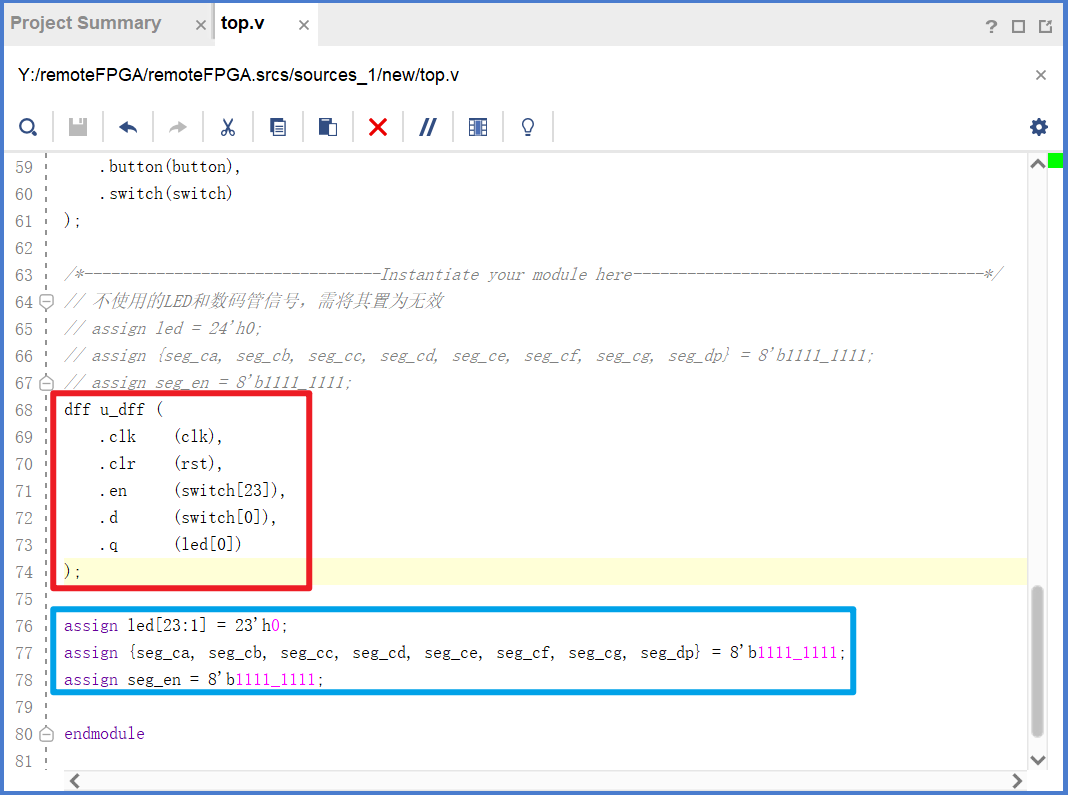 Project Summary × top.v × ?
Y:/remoteFPGA/remoteFPGA.srcs/sources_1/new/top.v ×
59 .button(button),
60 .switch(switch)
61 );
62
63 /*---------------------------------Instantiate your module here---------------------------------------*/
64 // 不使用的LED和数码管信号，需将其置为无效
65 // assign led = 24'h0;
66 // assign {seg_ca, seg_cb, seg_cc, seg_cd, seg_ce, seg_cf, seg_cg, seg_dp} = 8'b1111_1111;
67 // assign seg_en = 8'b1111_1111;
68 dff u_dff (
69 .clk (clk),
70 .clr (rst),
71 .en (switch[23]),
72 .d (switch[0]),
73 .q (led[0])
74 );
75
76 assign led[23:1] = 23'h0;
77 assign {seg_ca, seg_cb, seg_cc, seg_cd, seg_ce, seg_cf, seg_cg, seg_dp} = 8'b1111_1111;
78 assign seg_en = 8'b1111_1111;
79
80 endmodule
81